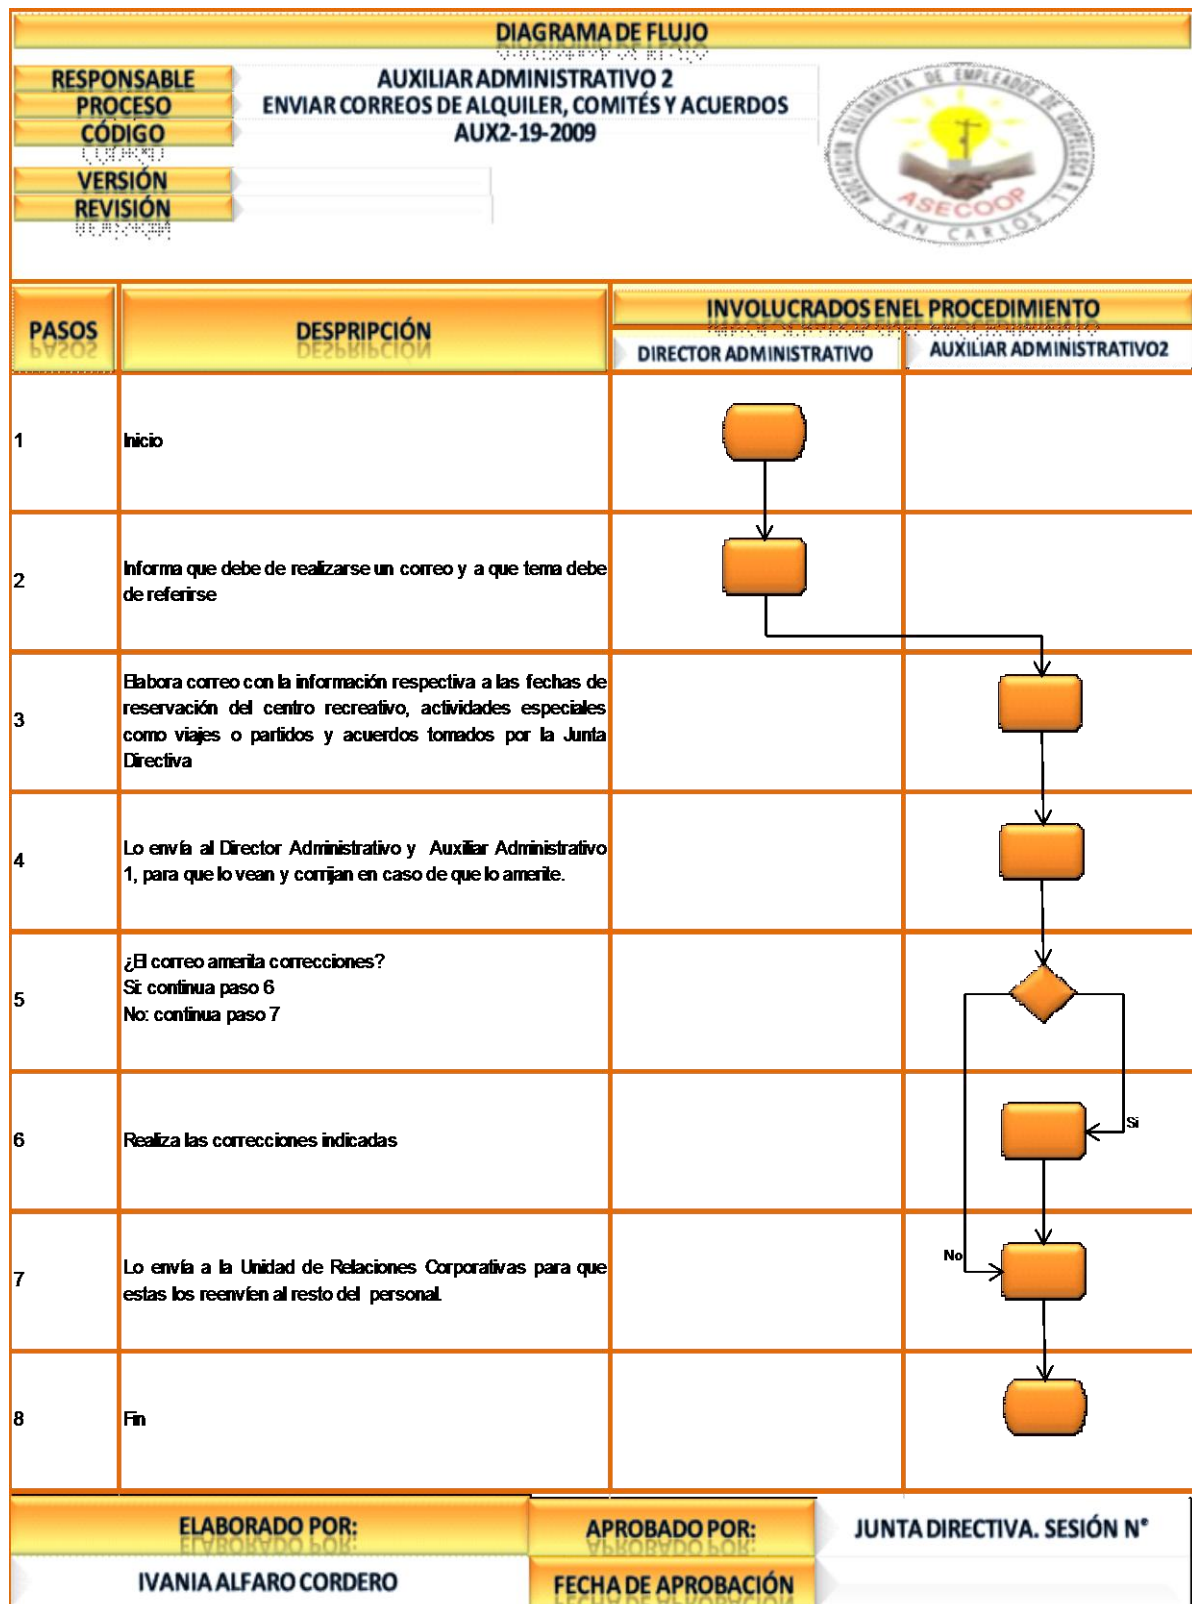 DIAGRAMA DE FLUJO
RESPONSABLE AUXILIAR ADMINISTRATIVO 2
PROCESO ENVIAR CORREOS DE ALQUILER, COMITÉS Y ACUERDOS
CÓDIGO AUX2-19-2009
VERSIÓN
REVISIÓN
ASOCIACION SOLIDARISTA DE EMPLEADOS DE COOPELESCA R.L.
ASECOOP
SAN CARLOS
PASOS
DESPRIPCIÓN
INVOLUCRADOS ENEL PROCEDIMIENTO
DIRECTOR ADMINISTRATIVO
AUXILIAR ADMINISTRATIVO2
1
Inicio
2
Informa que debe de realizarse un correo y a que tema debe
de referirse
3
Elabora correo con la información respectiva a las fechas de
reservación del centro recreativo, actividades especiales
como viajes o partidos y acuerdos tomados por la Junta
Directiva
4
Lo envía al Director Administrativo y Auxiliar Administrativo
1, para que lo vean y corrijan en caso de que lo amerite.
5
¿El correo amerita correcciones?
Si: continua paso 6
No: continua paso 7
6
Realiza las correcciones indicadas
Si
7
Lo envía a la Unidad de Relaciones Corporativas para que
estas los reenvíen al resto del personal.
No
8
Fin
ELABORADO POR:
APROBADO POR:
JUNTA DIRECTIVA. SESIÓN N°
IVANIA ALFARO CORDERO
FECHA DE APROBACIÓN